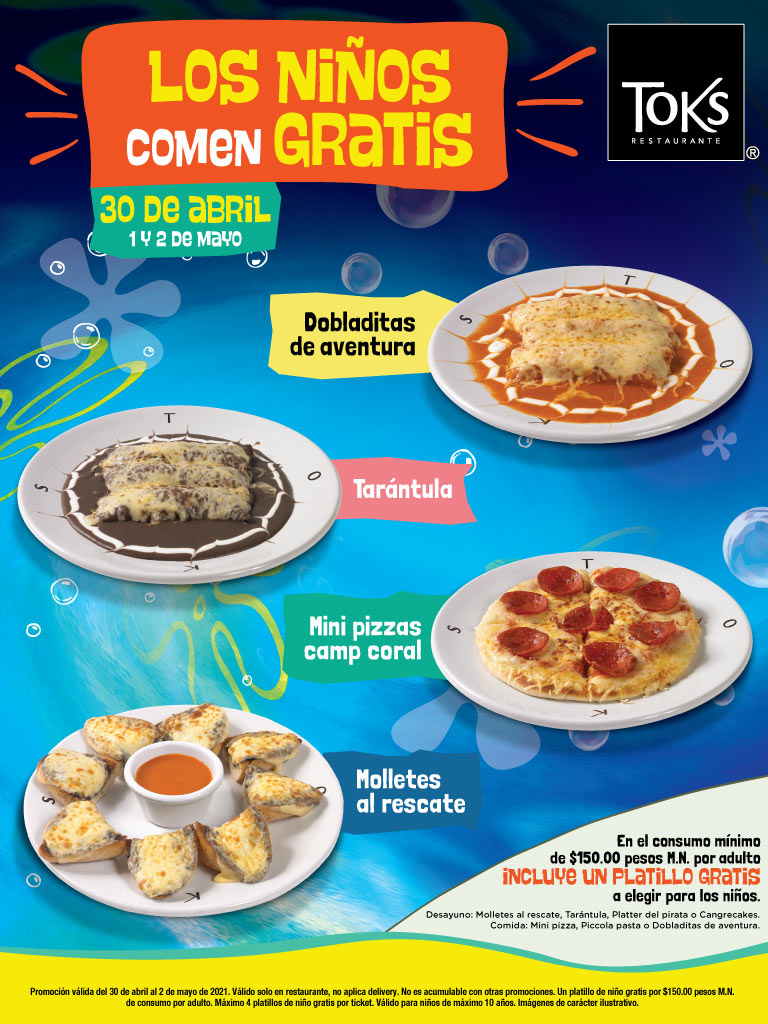 LOS NIÑOS
COMEN GRATIS
30 DE ABRIL
1 Y 2 DE MAYO
TOKS
RESTAURANTE
®
Dobladitas
de aventura
T
O
K
S
Tarántula
T
O
K
S
Mini pizzas
camp coral
T
O
K
S
Molletes
al rescate
O
K
S
En el consumo mínimo
de $150.00 pesos M.N. por adulto
INCLUYE UN PLATILLO GRATIS
a elegir para los niños.
Desayuno: Molletes al rescate, Tarántula, Platter del pirata o Cangrecakes.
Comida: Mini pizza, Piccola pasta o Dobladitas de aventura.
Promoción válida del 30 de abril al 2 de mayo de 2021. Válido solo en restaurante, no aplica delivery. No es acumulable con otras promociones. Un platillo de niño gratis por $150.00 pesos M.N.
de consumo por adulto. Máximo 4 platillos de niño gratis por ticket. Válido para niños de máximo 10 años. Imágenes de carácter ilustrativo.